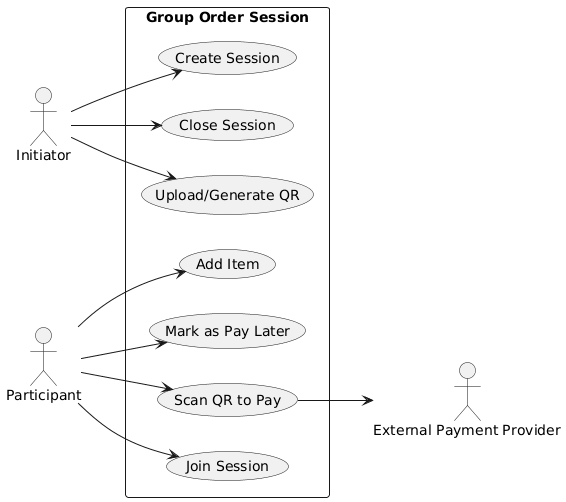 Group Order Session
Create Session
Close Session
Initiator
Upload/Generate QR
Add Item
Mark as Pay Later
Participant
Scan QR to Pay
External Payment Provider
Join Session